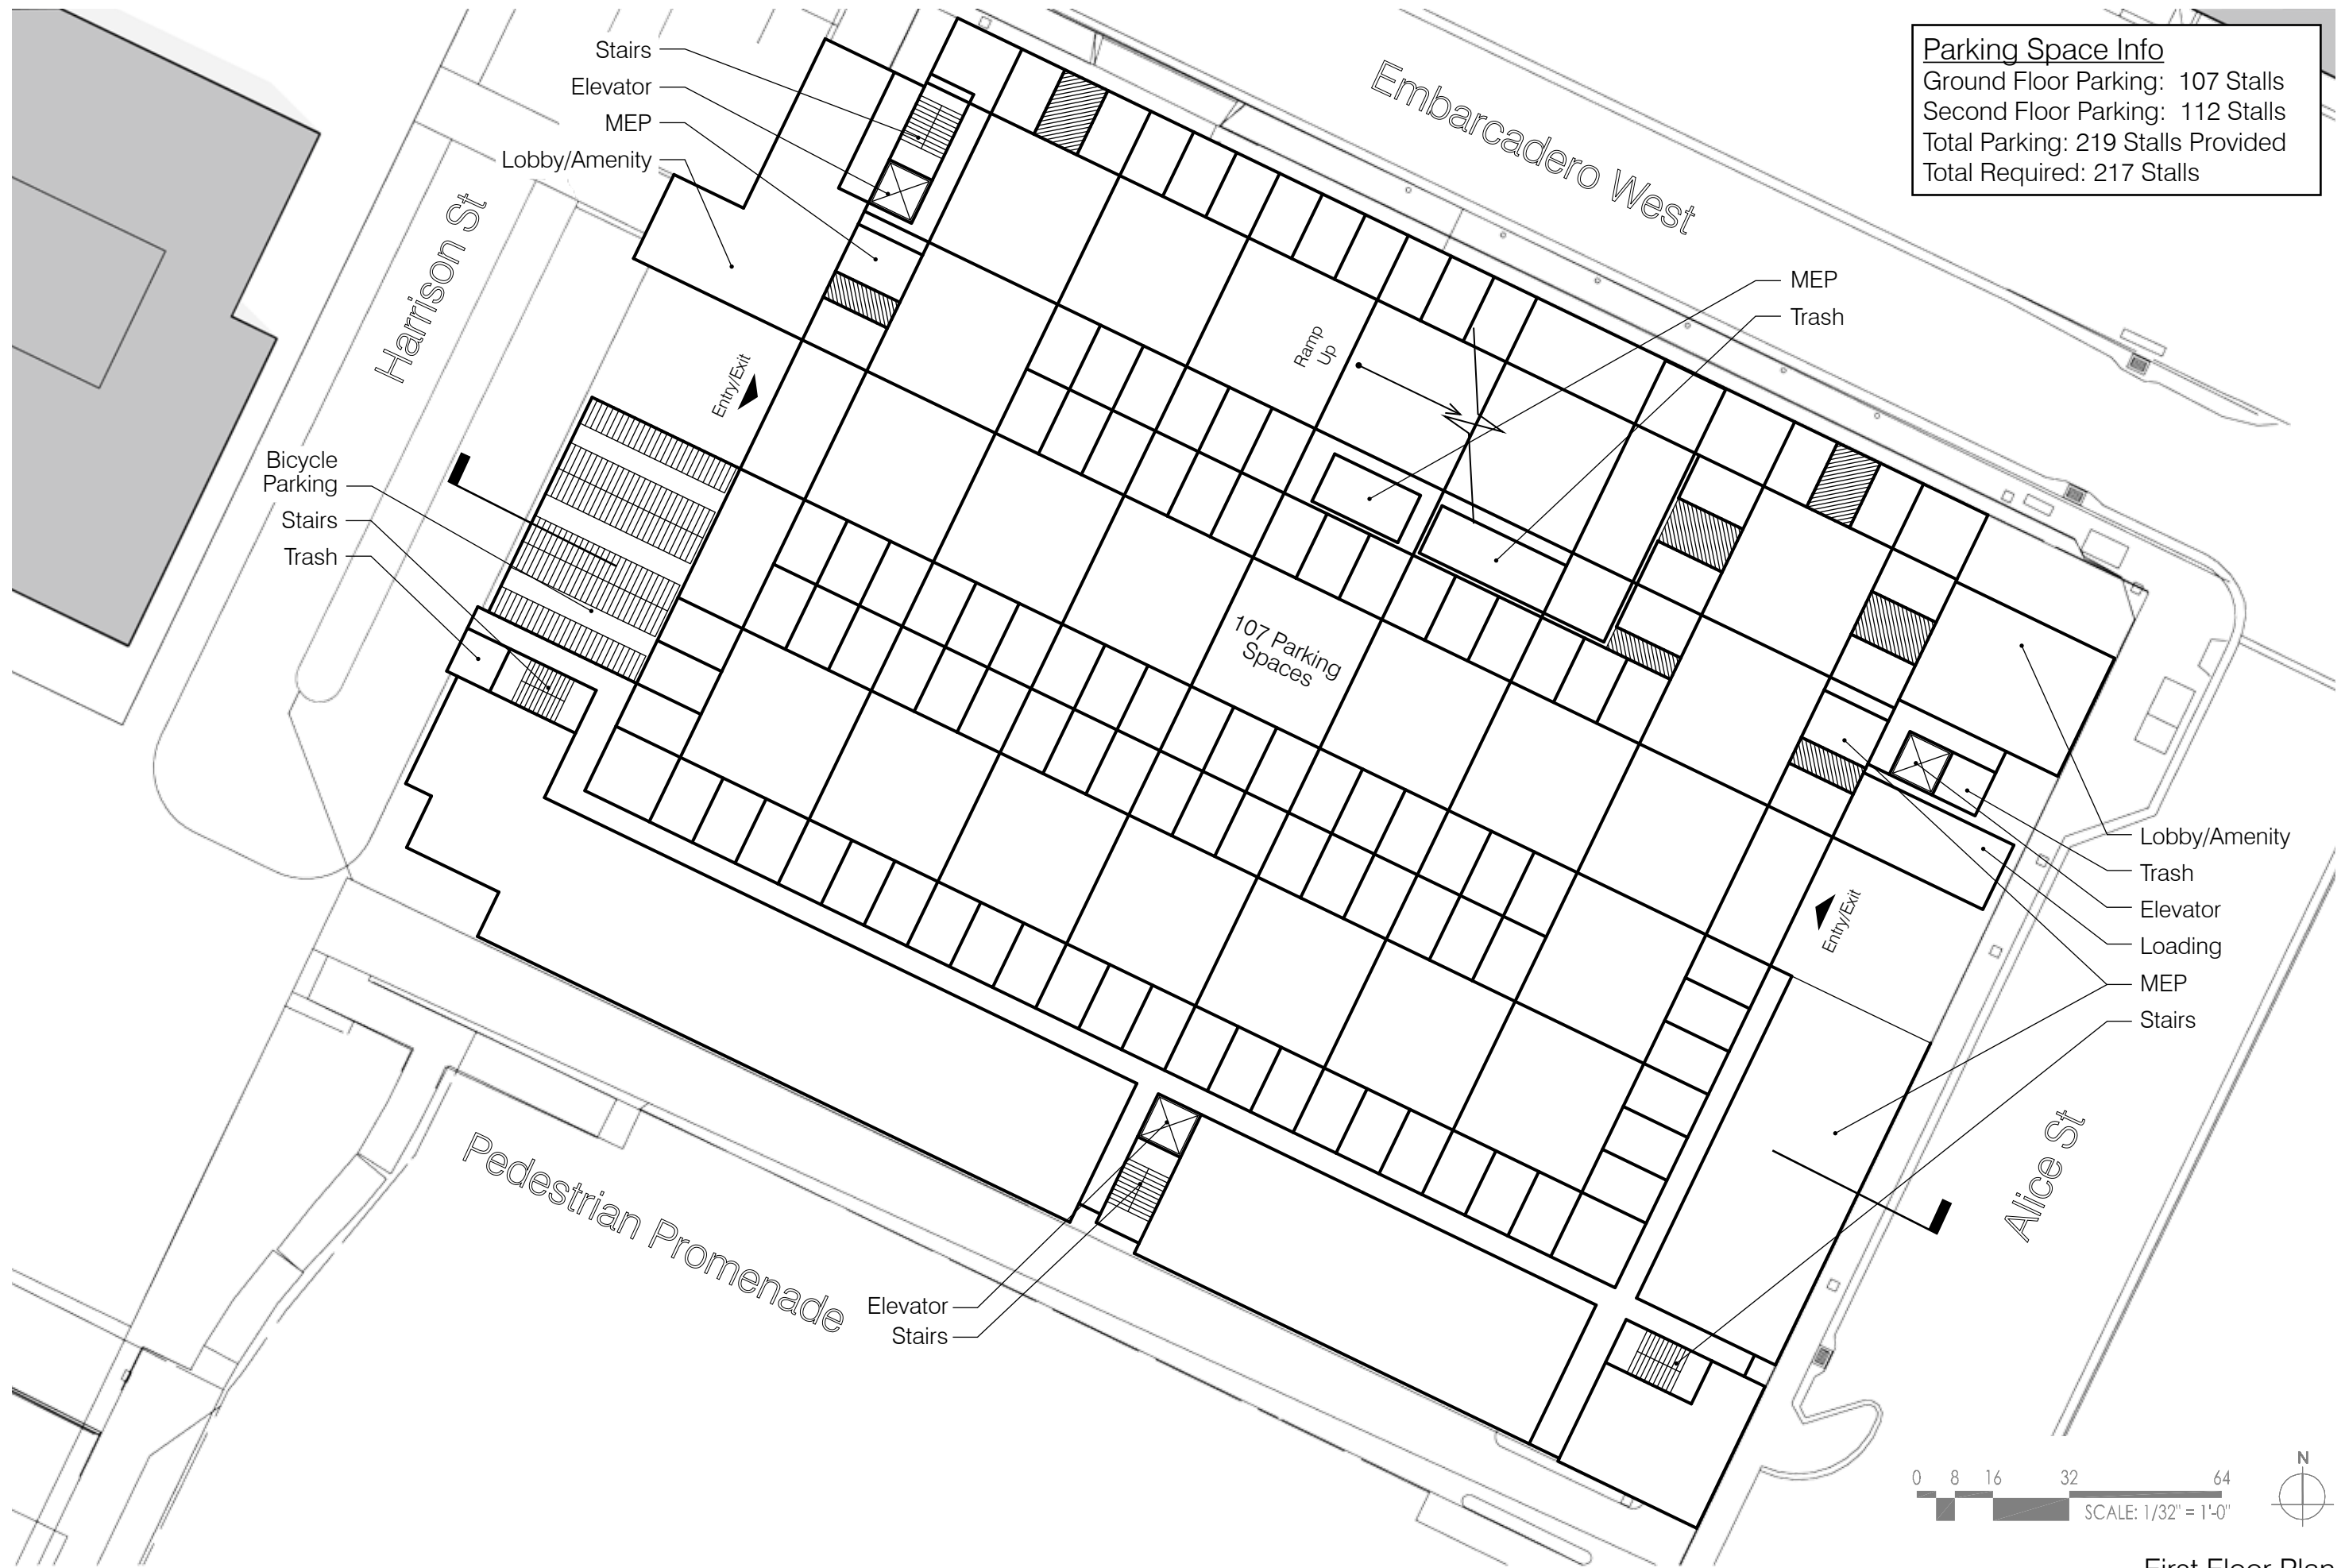 Parking Space Info
Ground Floor Parking: 107 Stalls
Second Floor Parking: 112 Stalls
Total Parking: 219 Stalls Provided
Total Required: 217 Stalls
Stairs
Elevator
MEP
Lobby/Amenity
Embarcadero West
Harrison St
MEP
Trash
Ramp
Up
Entry/Exit
Bicycle
Parking
Stairs
Trash
107 Parking
Spaces
Lobby/Amenity
Trash
Elevator
Loading
MEP
Stairs
Entry/Exit
Alice St
Pedestrian Promenade
Elevator
Stairs
0 8 16 32 64
SCALE: 1/32" = 1'-0"
N
First Floor Plan